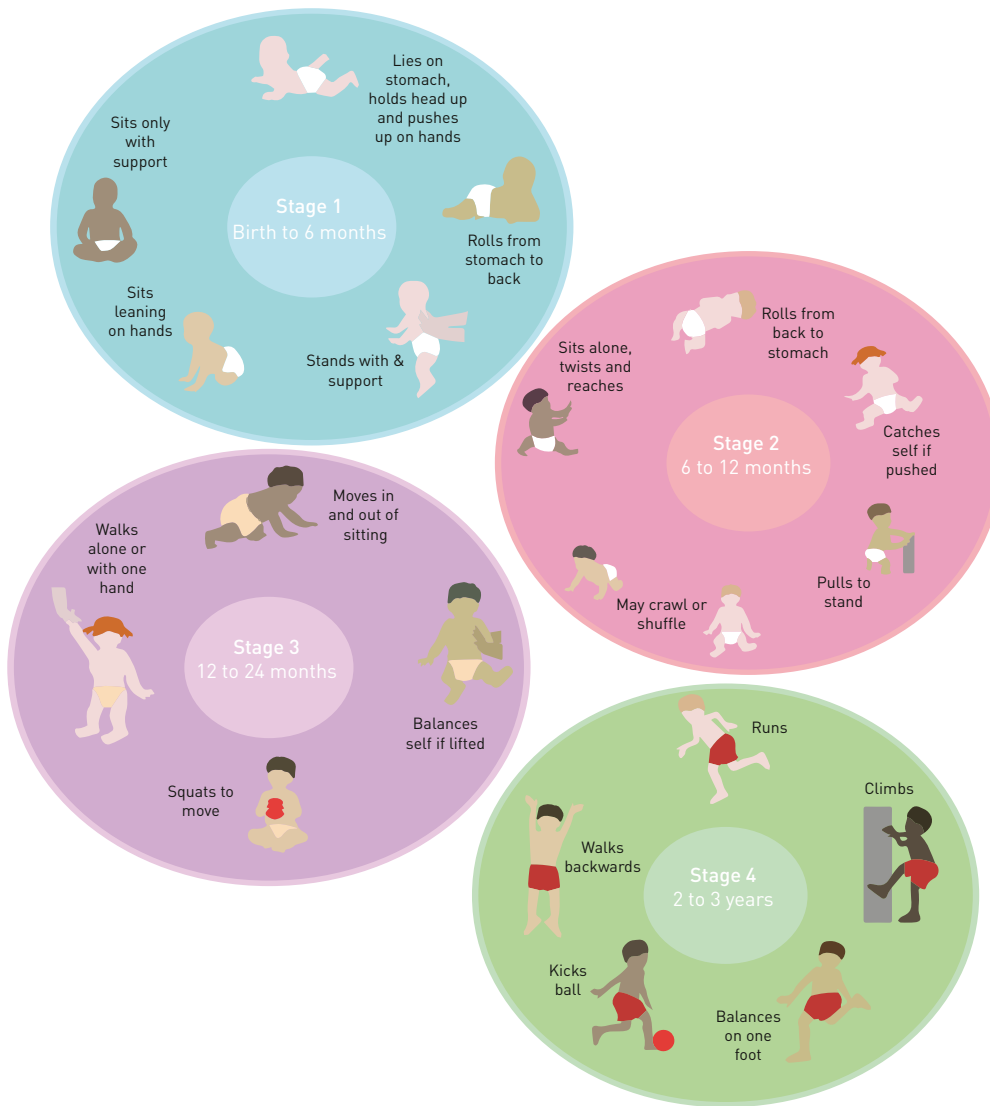 Lies on
stomach,
holds head up
and pushes
up on hands
Sits only
with
support
Stage 1
Birth to 6 months
Rolls from
stomach to
back
Sits
leaning
on hands
Stands with &
support
Rolls from
back to
stomach
Sits alone,
twists and
reaches
Stage 2
6 to 12 months
Catches
self if
pushed
Pulls to
stand
May crawl or
shuffle
Moves in
and out of
sitting
Walks
alone or
with one
hand
Stage 3
12 to 24 months
Balances
self if lifted
Squats to
move
Runs
Climbs
Walks
backwards
Stage 4
2 to 3 years
Kicks
ball
Balances
on one
foot